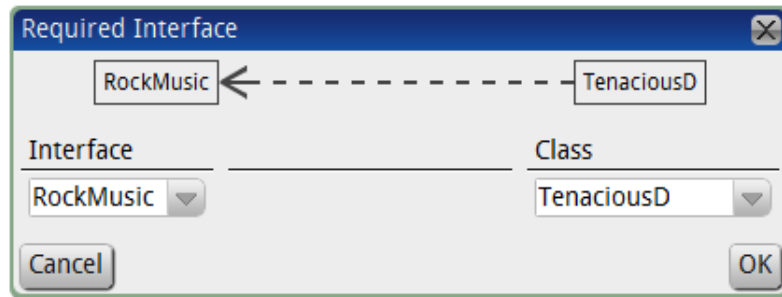 Required Interface
RockMusic TenaciousD
Interface Class
RockMusic TenaciousD
Cancel OK